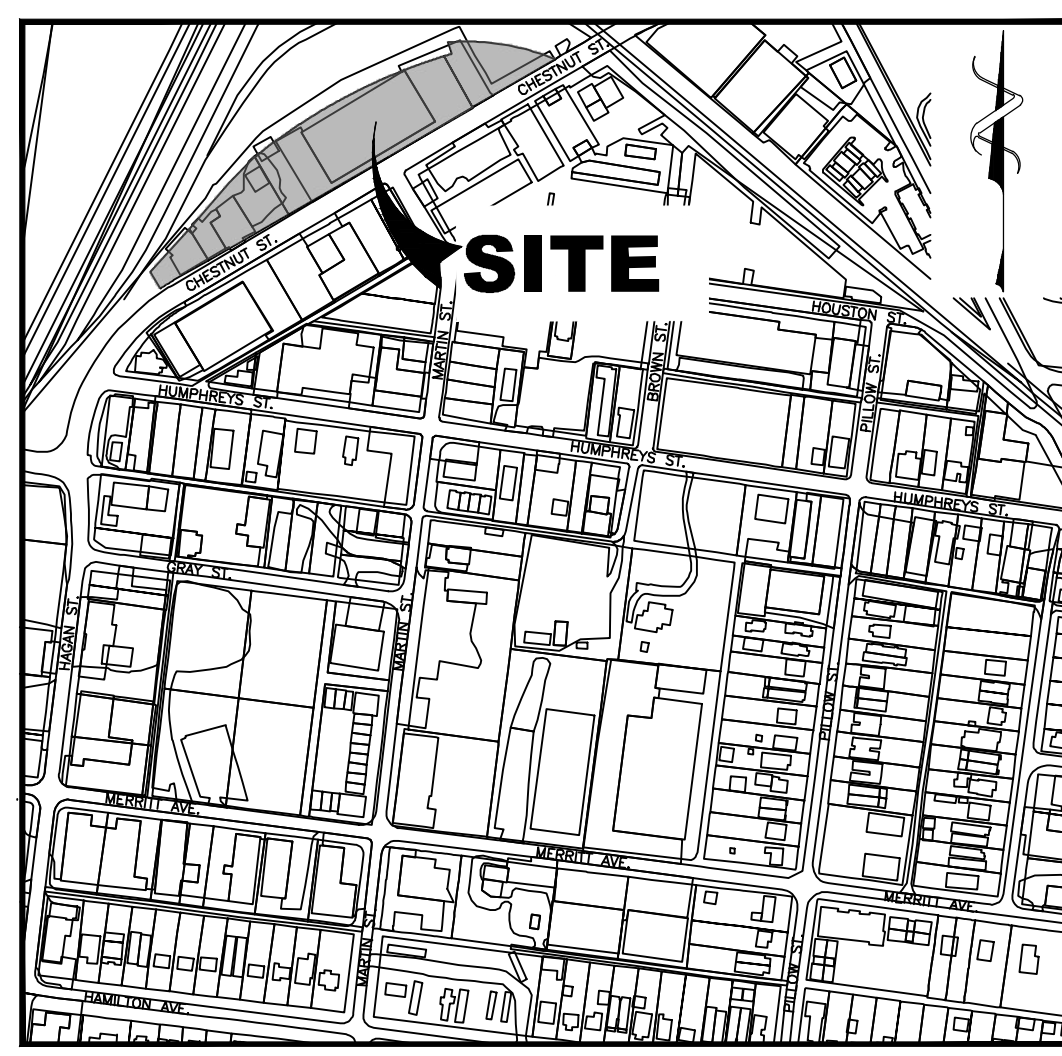 CHESTNUT ST.
CHESTNUT ST.
SITE
HOUSTON ST.
MARTIN ST.
BROWN ST.
PILLOW ST.
HUMPHREYS ST.
HUMPHREYS ST.
HUMPHREYS ST.
GRAY ST.
HAGAN ST.
MARTIN ST.
PILLOW ST.
MERRITT AVE.
MERRITT AVE.
MERRITT AVE.
MARTIN ST.
PILLOW ST.
HAMILTON AVE.